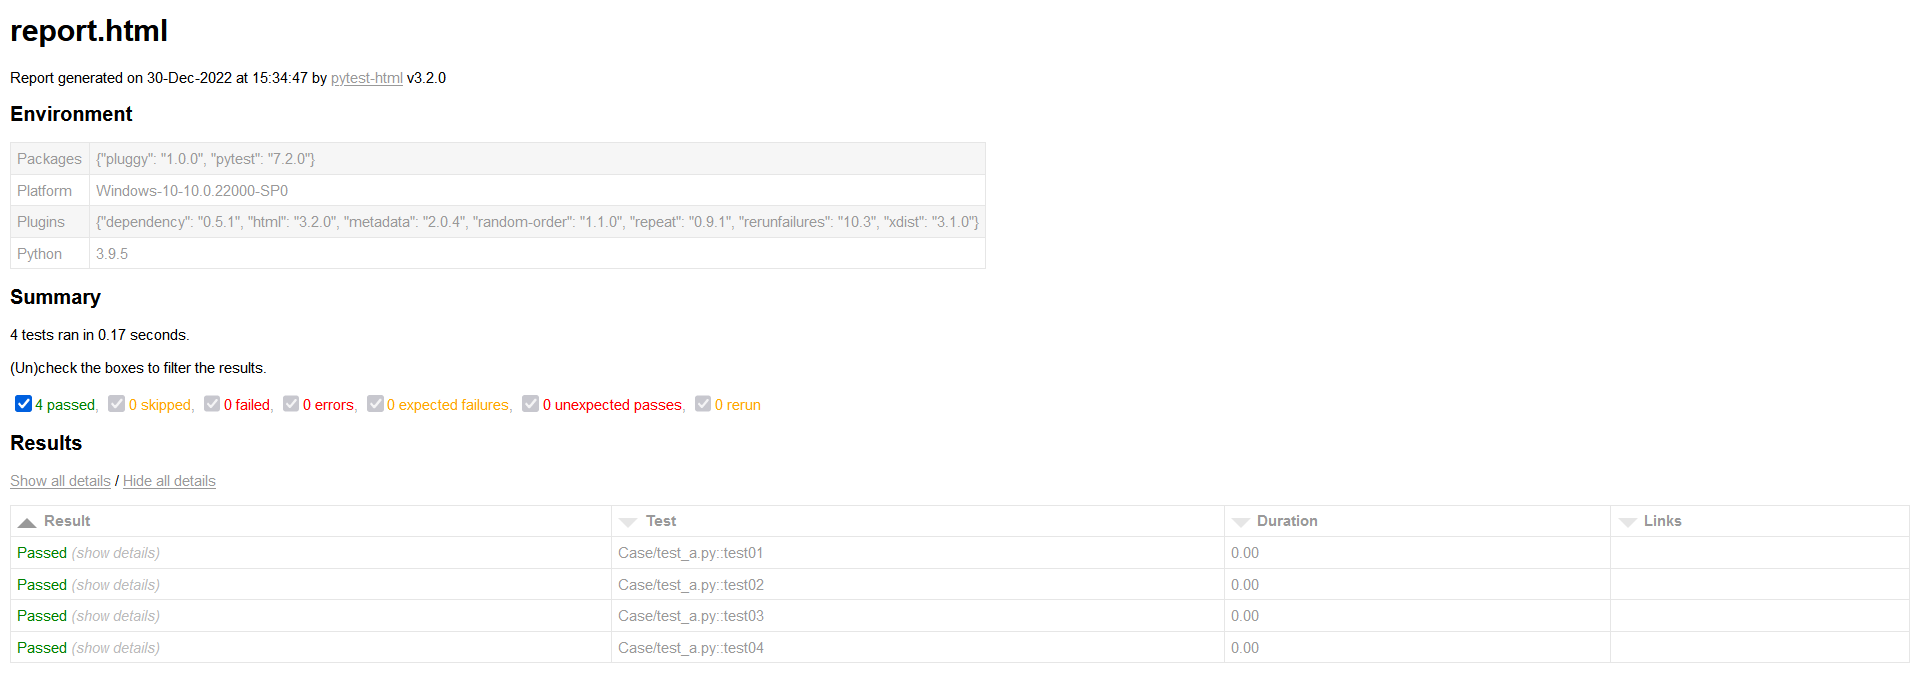 report.html
Report generated on 30-Dec-2022 at 15:34:47 by pytest-html v3.2.0
Environment
Packages {"pluggy": "1.0.0", "pytest": "7.2.0"}
Platform Windows-10-10.0.22000-SP0
Plugins {"dependency": "0.5.1", "html": "3.2.0", "metadata": "2.0.4", "random-order": "1.1.0", "repeat": "0.9.1", "rerunfailures": "10.3", "xdist": "3.1.0"}
Python 3.9.5
Summary
4 tests ran in 0.17 seconds.
(Un)check the boxes to filter the results.
4 passed, 0 skipped, 0 failed, 0 errors, 0 expected failures, 0 unexpected passes, 0 rerun
Results
Show all details / Hide all details
Result Test Duration Links
Passed (show details) Case/test_a.py::test01 0.00
Passed (show details) Case/test_a.py::test02 0.00
Passed (show details) Case/test_a.py::test03 0.00
Passed (show details) Case/test_a.py::test04 0.00